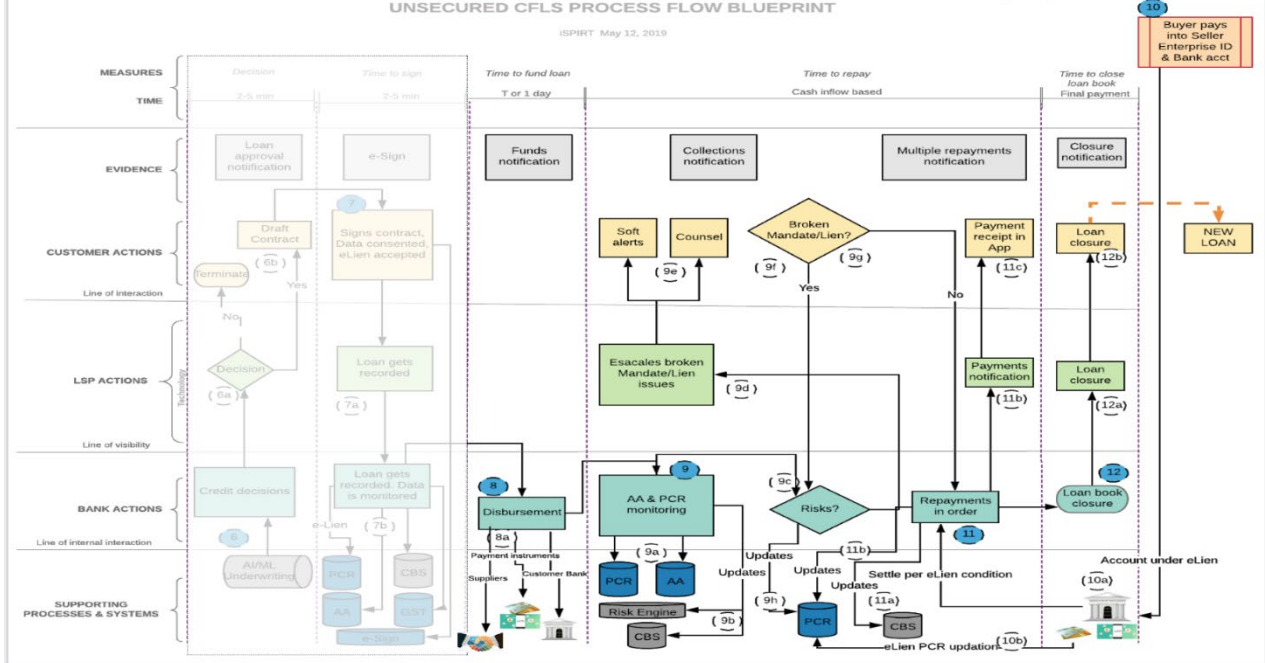 UNSECURED CFLS PROCESS FLOW BLUEPRINT
iSPIRT May 12, 2019
10
Buyer pays
into Seller
Enterprise ID
& Bank acct
MEASURES
TIME
Decision
2-5 min
Time to sign
2-5 min
Time to fund loan
T or 1 day
Time to repay
Cash inflow based
Time to close
loan book
Final payment
EVIDENCE
Loan
approval
notification
e-Sign
Funds
notification
Collections
notification
Multiple repayments
notification
Closure
notification
CUSTOMER ACTIONS
Draft
Contract
(6b)
Terminate
Yes
7
Signs contract,
Data consented,
eLien accepted
Soft
alerts
Counsel
(9e)
Broken
Mandate/Lien?
(9f)
(9g)
Yes
No
Payment
receipt in
App
(11c)
Loan
closure
(12b)
NEW
LOAN
Line of interaction
LSP ACTIONS
Technology
No
Decision
(6a)
Loan gets
recorded
(7a)
Esacales broken
Mandate/Lien
issues
(9d)
Payments
notification
(11b)
Loan
closure
(12a)
Line of visibility
BANK ACTIONS
Credit decisions
6
Loan gets
recorded. Data
is monitored
e-Lien
(7b)
8
Disbursement
(8a)
9
AA & PCR
monitoring
9c
Risks?
Repayments
in order
11
12
Loan book
closure
Line of internal interaction
SUPPORTING
PROCESSES & SYSTEMS
AI/ML
Underwriting
PCR
CBS
AA
GST
e-Sign
Payment instruments
Suppliers
Customer Bank
(9a)
PCR
AA
Risk Engine
(9b)
CBS
Updates
Updates
(9h)
Updates
(11b)
Updates
PCR
(11a)
CBS
Settle per eLien condition
Account under eLien
(10a)
eLien PCR updation
(10b)